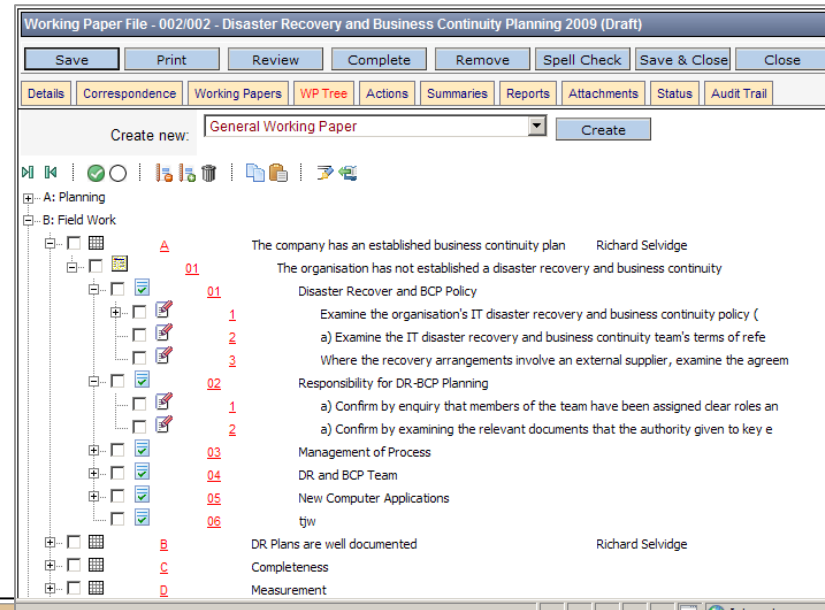 Working Paper File - 002/002 - Disaster Recovery and Business Continuity Planning 2009 (Draft)
Save Print Review Complete Remove Spell Check Save & Close Close
Details Correspondence Working Papers WP Tree Actions Summaries Reports Attachments Status Audit Trail
Create new: General Working Paper Create
A: Planning
B: Field Work
A The company has an established business continuity plan Richard Selvidge
01 The organisation has not established a disaster recovery and business continuity
01 Disaster Recover and BCP Policy
1 Examine the organisation's IT disaster recovery and business continuity policy (
2 a) Examine the IT disaster recovery and business continuity team's terms of refe
3 Where the recovery arrangements involve an external supplier, examine the agreem
02 Responsibility for DR-BCP Planning
1 a) Confirm by enquiry that members of the team have been assigned clear roles an
2 a) Confirm by examining the relevant documents that the authority given to key e
03 Management of Process
04 DR and BCP Team
05 New Computer Applications
06 tjw
B DR Plans are well documented Richard Selvidge
C Completeness
D Measurement